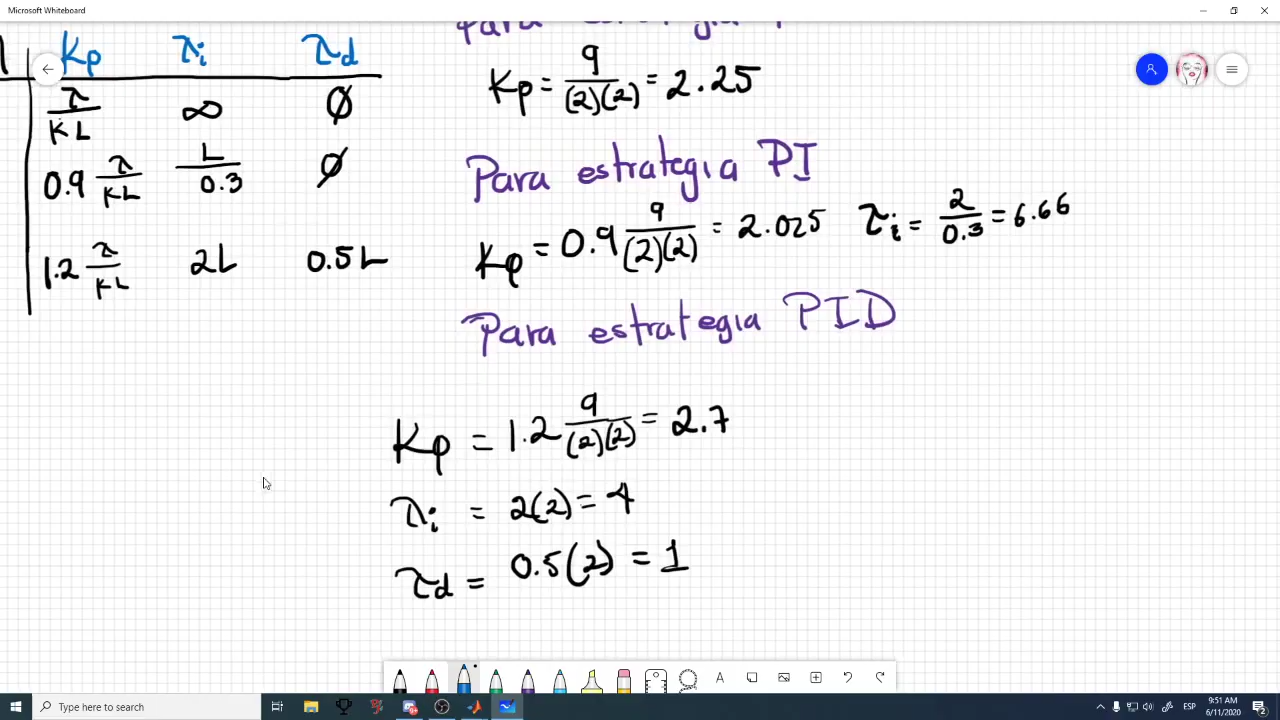 Microsoft Whiteboard
Para estrategia P
Kp τi τd
τ/KL ∞ ∅
0.9 τ/KL L/0.3 ∅
1.2 τ/KL 2L 0.5L
Kp = 9/(2)(2) = 2.25
Para estrategia PI
Kp = 0.9 9/(2)(2) = 2.025 τi = 2/0.3 = 6.66
Para estrategia PID
Kp = 1.2 9/(2)(2) = 2.7
τi = 2(2) = 4
τd = 0.5(2) = 1
A
Type here to search
ESP
9:51 AM
6/11/2020
2